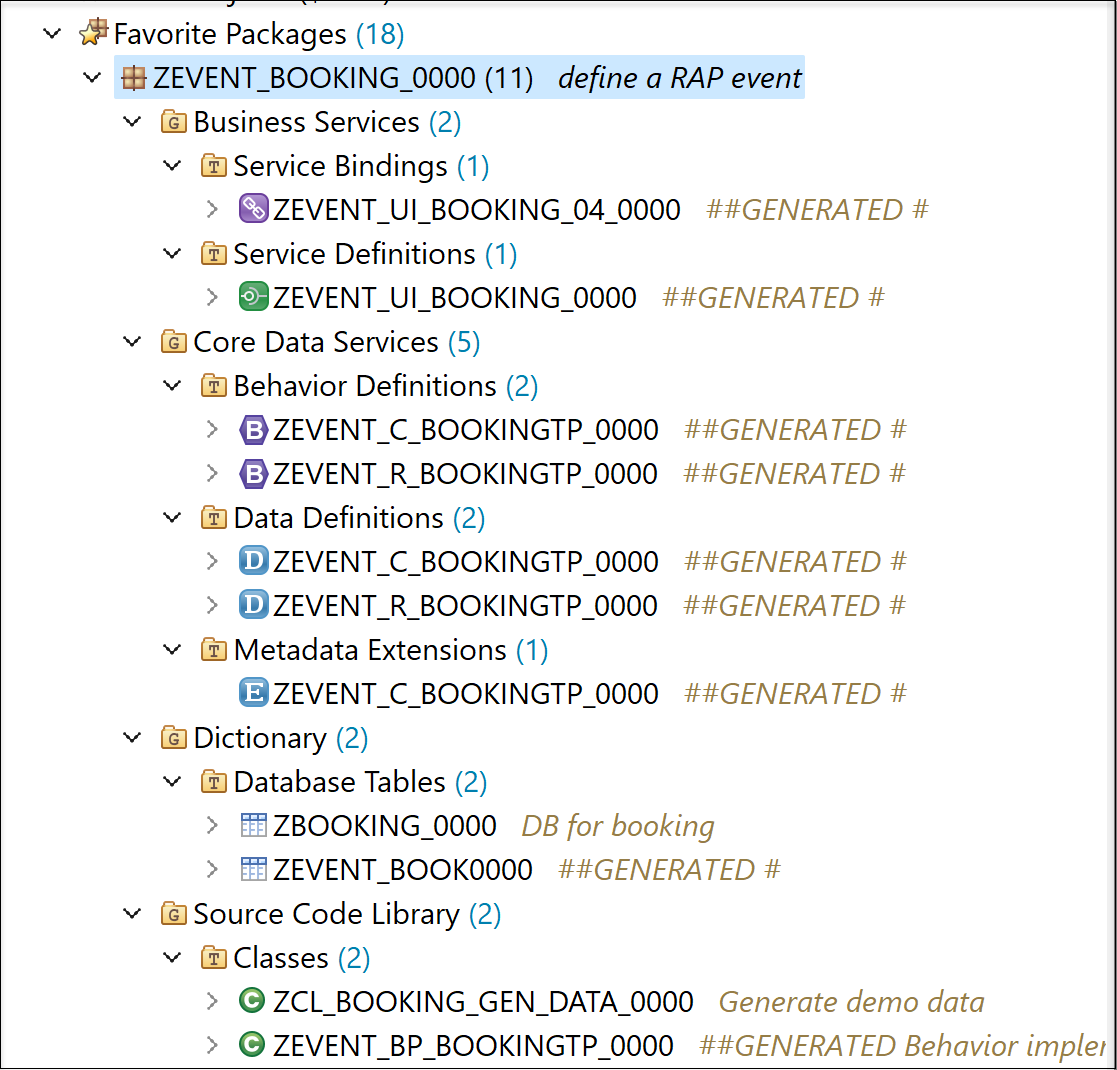 Favorite Packages (18)
ZEVENT_BOOKING_0000 (11) define a RAP event
G Business Services (2)
T Service Bindings (1)
ZEVENT_UI_BOOKING_04_0000 ##GENERATED #
T Service Definitions (1)
ZEVENT_UI_BOOKING_0000 ##GENERATED #
G Core Data Services (5)
T Behavior Definitions (2)
B ZEVENT_C_BOOKINGTP_0000 ##GENERATED #
B ZEVENT_R_BOOKINGTP_0000 ##GENERATED #
T Data Definitions (2)
D ZEVENT_C_BOOKINGTP_0000 ##GENERATED #
D ZEVENT_R_BOOKINGTP_0000 ##GENERATED #
T Metadata Extensions (1)
E ZEVENT_C_BOOKINGTP_0000 ##GENERATED #
G Dictionary (2)
T Database Tables (2)
ZBOOKING_0000 DB for booking
ZEVENT_BOOK0000 ##GENERATED #
G Source Code Library (2)
T Classes (2)
C ZCL_BOOKING_GEN_DATA_0000 Generate demo data
C ZEVENT_BP_BOOKINGTP_0000 ##GENERATED Behavior implem